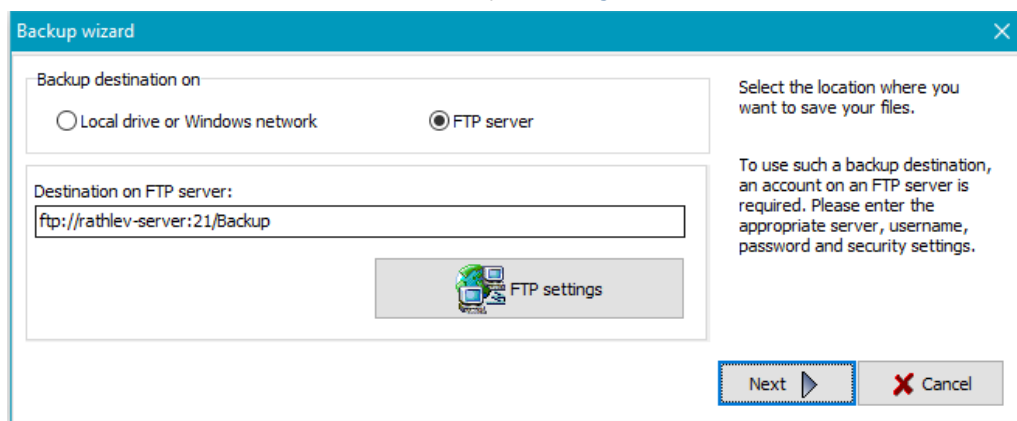 Backup wizard
Backup destination on
Local drive or Windows network
FTP server
Destination on FTP server:
ftp://rathlev-server:21/Backup
FTP settings
Select the location where you
want to save your files.
To use such a backup destination,
an account on an FTP server is
required. Please enter the
appropriate server, username,
password and security settings.
Next
Cancel